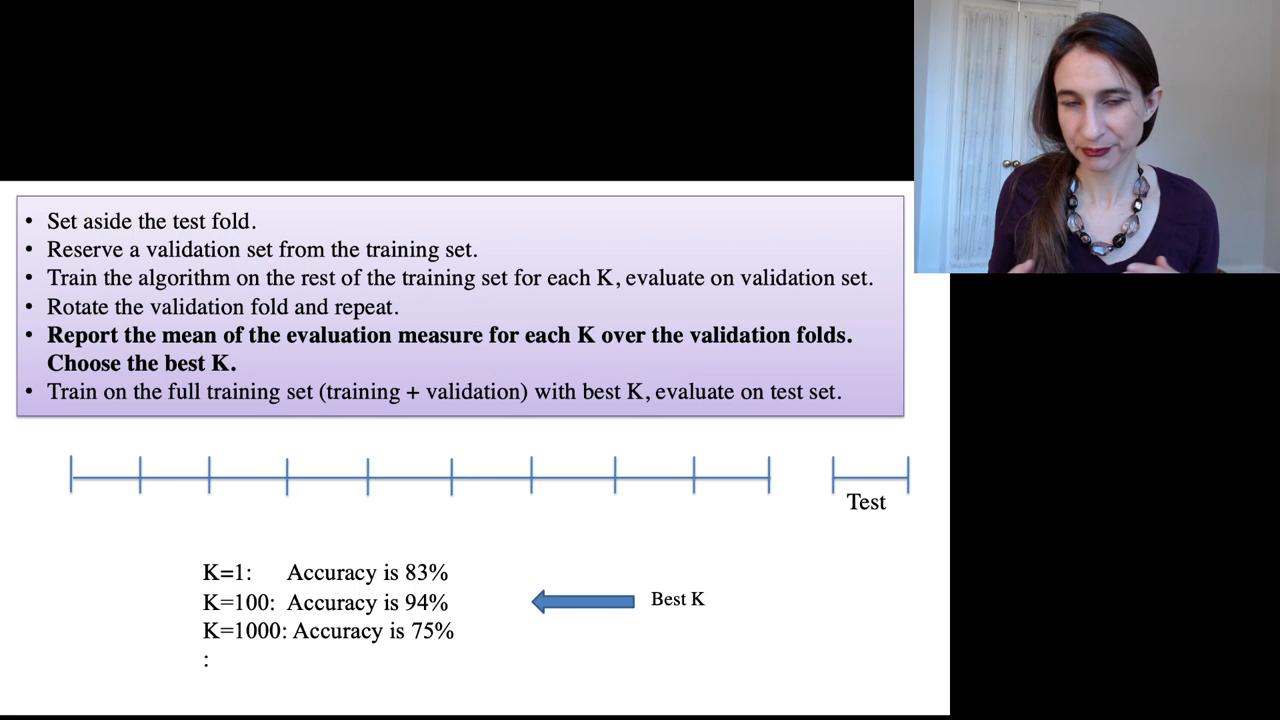 • Set aside the test fold.
• Reserve a validation set from the training set.
• Train the algorithm on the rest of the training set for each K, evaluate on validation set.
• Rotate the validation fold and repeat.
• Report the mean of the evaluation measure for each K over the validation folds.
Choose the best K.
• Train on the full training set (training + validation) with best K, evaluate on test set.
Test
K=1: Accuracy is 83%
K=100: Accuracy is 94% Best K
K=1000: Accuracy is 75%
: